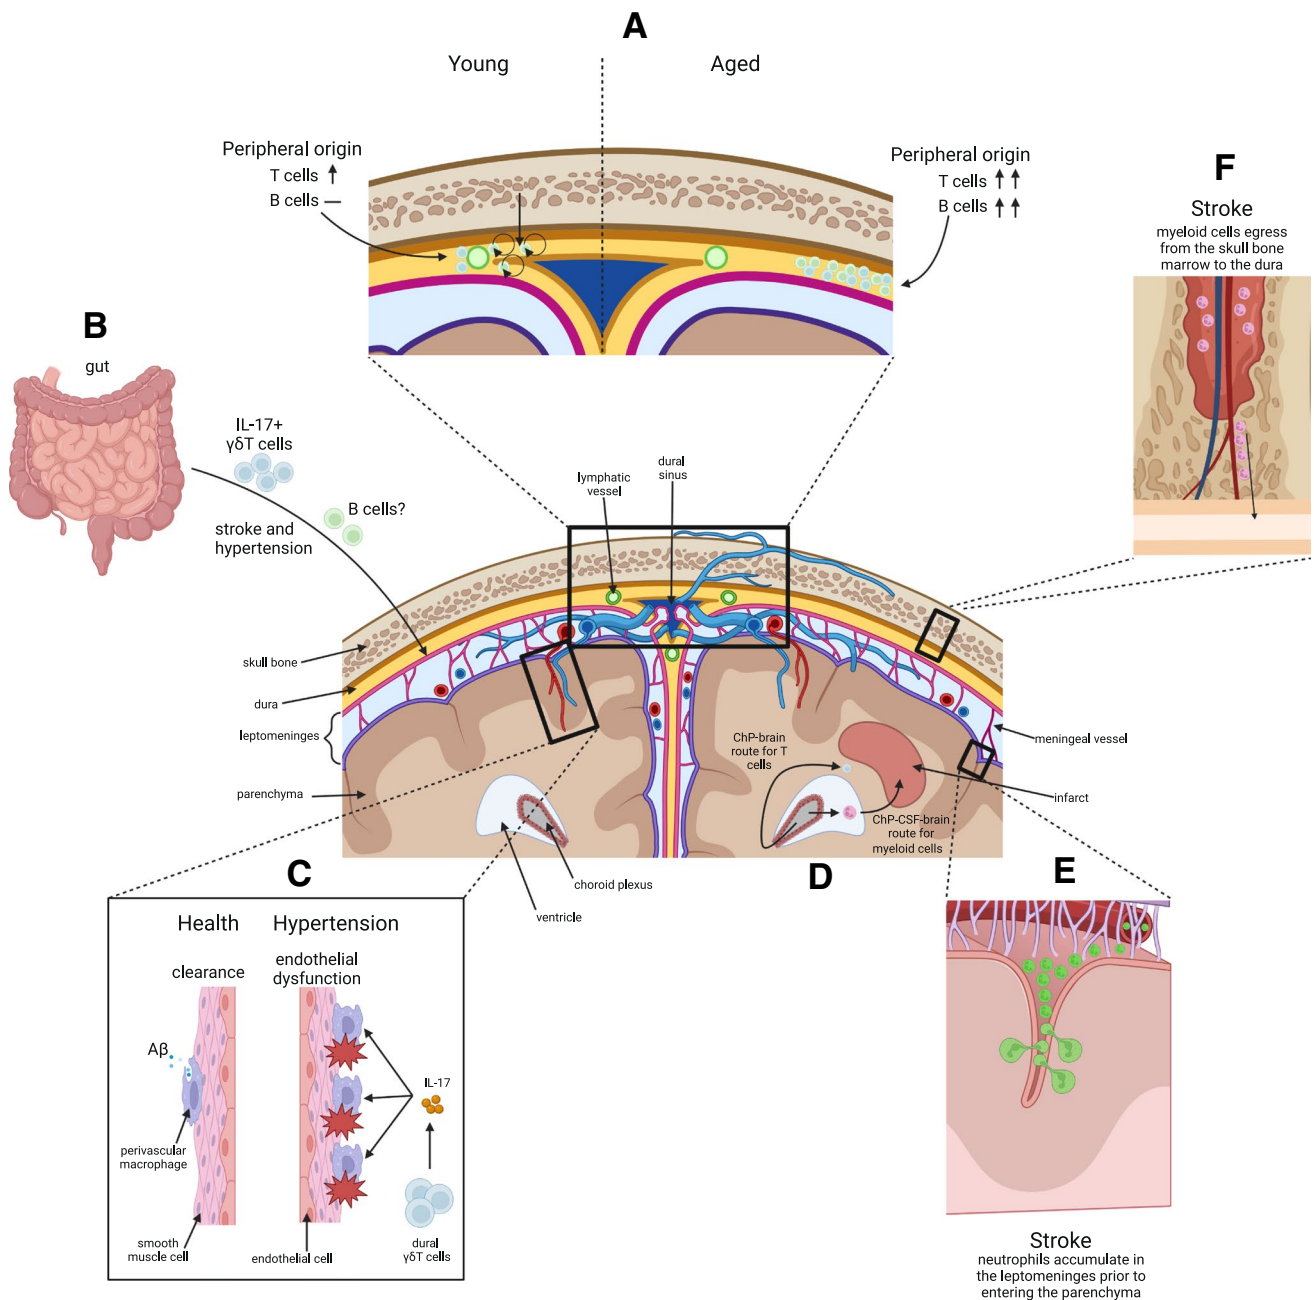 A
Young
Aged
Peripheral origin
T cells ↑
B cells –
Peripheral origin
T cells ↑↑
B cells ↑↑
F
Stroke
myeloid cells egress
from the skull bone
marrow to the dura
B
gut
IL-17+
γδT cells
B cells?
stroke and
hypertension
lymphatic
vessel
dural
sinus
skull bone
dura
leptomeninges
parenchyma
ChP-brain
route for T
cells
meningeal vessel
infarct
ChP-CSF-brain
route for
myeloid cells
choroid plexus
ventricle
C
Health
Hypertension
clearance
endothelial
dysfunction
Aβ
IL-17
perivascular
macrophage
smooth
muscle cell
endothelial cell
dural
γδT cells
D
E
Stroke
neutrophils accumulate in
the leptomeninges prior to
entering the parenchyma